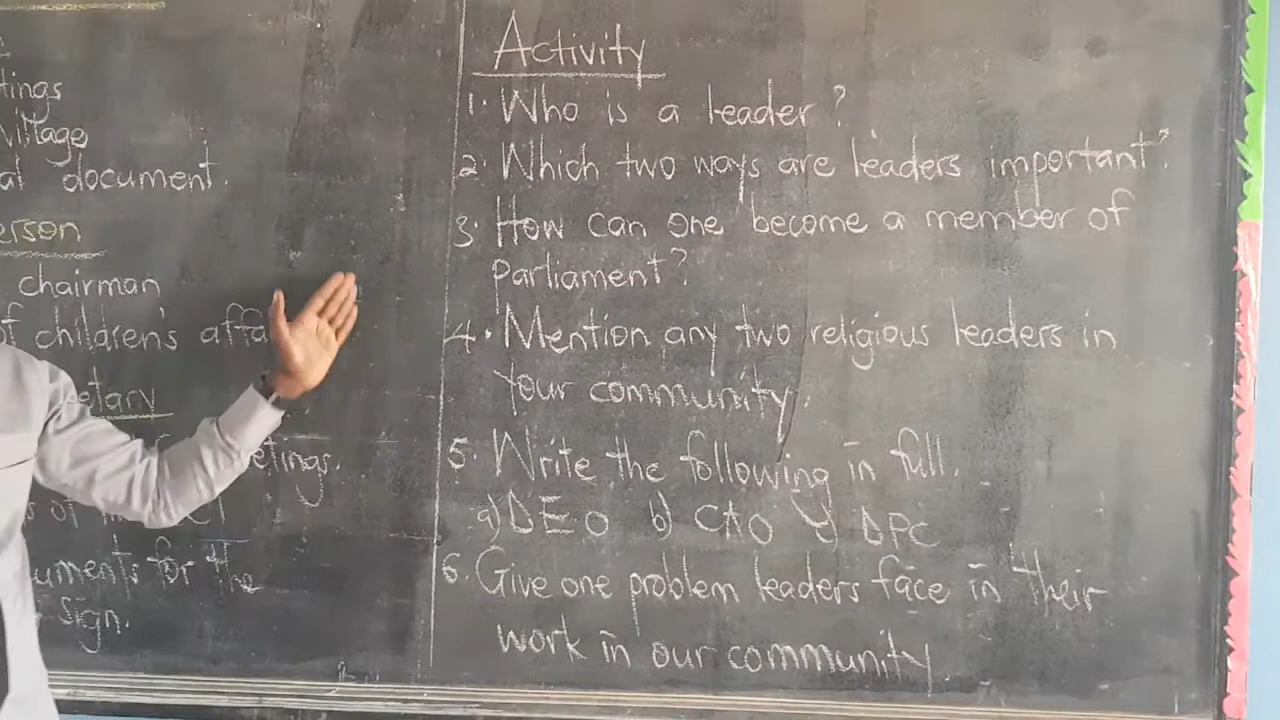 tings
village
al document.
erson
chairman
f children's affa
etary
etings.
s of
uments for the
sign.
Activity
1. Who is a leader?
2. Which two ways are leaders important?
3. How can one become a member of
Parliament?
4. Mention any two religious leaders in
your community.
5. Write the following in full.
a) DEO b) CAO c) DPC
6. Give one problem leaders face in their
work in our community